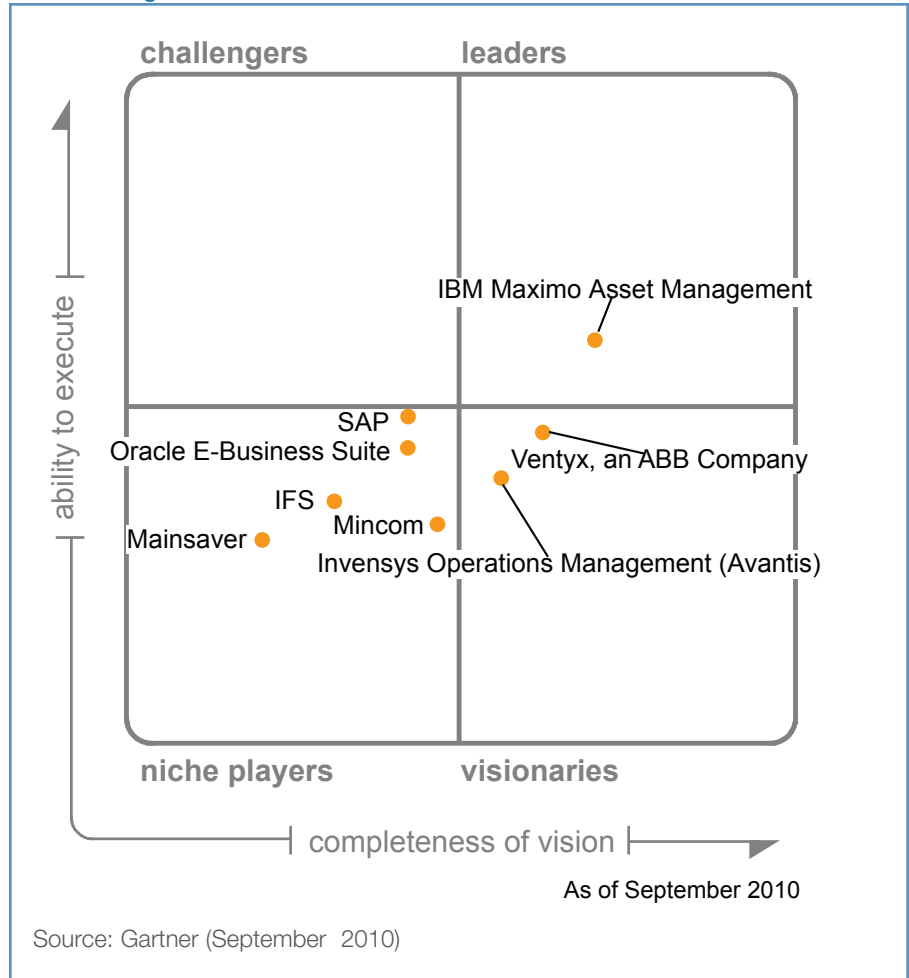 challengers
leaders
ability to execute
IBM Maximo Asset Management
SAP
Oracle E-Business Suite
Ventyx, an ABB Company
IFS
Mincom
Mainsaver
Invensys Operations Management (Avantis)
niche players
visionaries
completeness of vision
As of September 2010
Source: Gartner (September 2010)